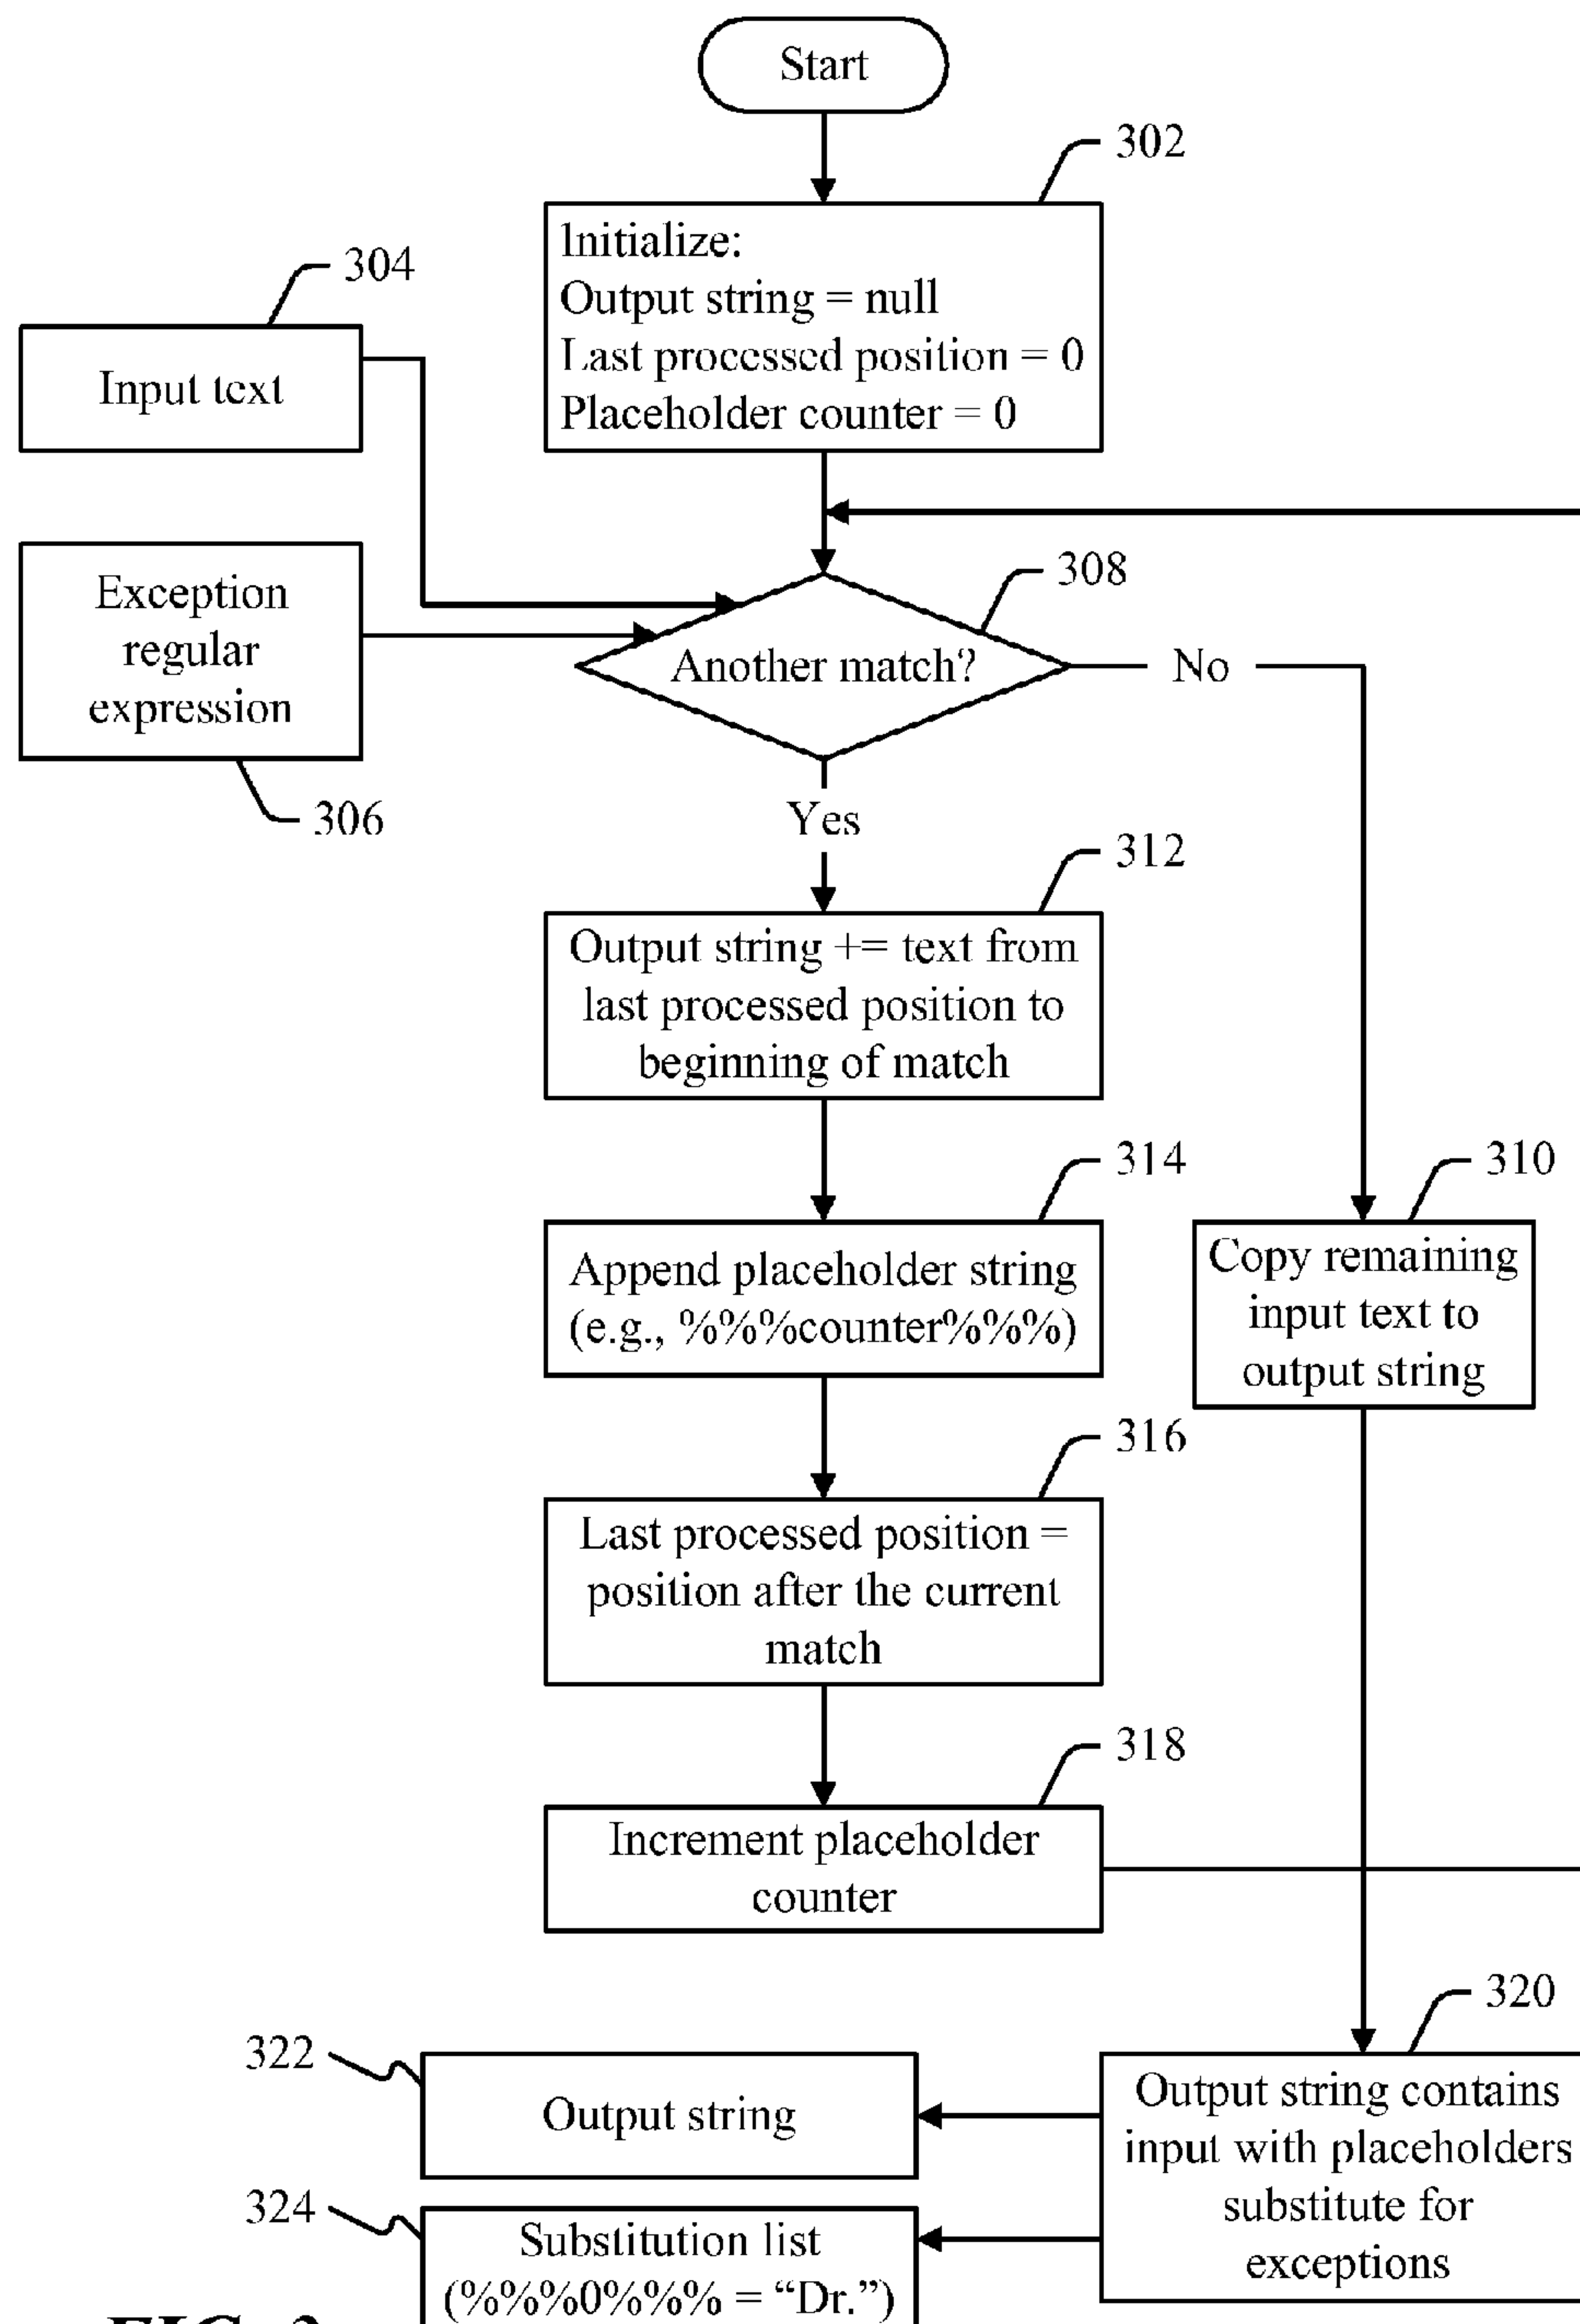 Start
302
Initialize:
Output string = null
Last processed position = 0
Placeholder counter = 0
304
Input text
Exception
regular
expression
306
308
Another match?
No
Yes
312
Output string += text from
last processed position to
beginning of match
314
Append placeholder string
(e.g., %%%counter%%%)
310
Copy remaining
input text to
output string
316
Last processed position =
position after the current
match
318
Increment placeholder
counter
320
Output string contains
input with placeholders
substitute for
exceptions
322
Output string
324
Substitution list
(%%%0%%% = “Dr.”)